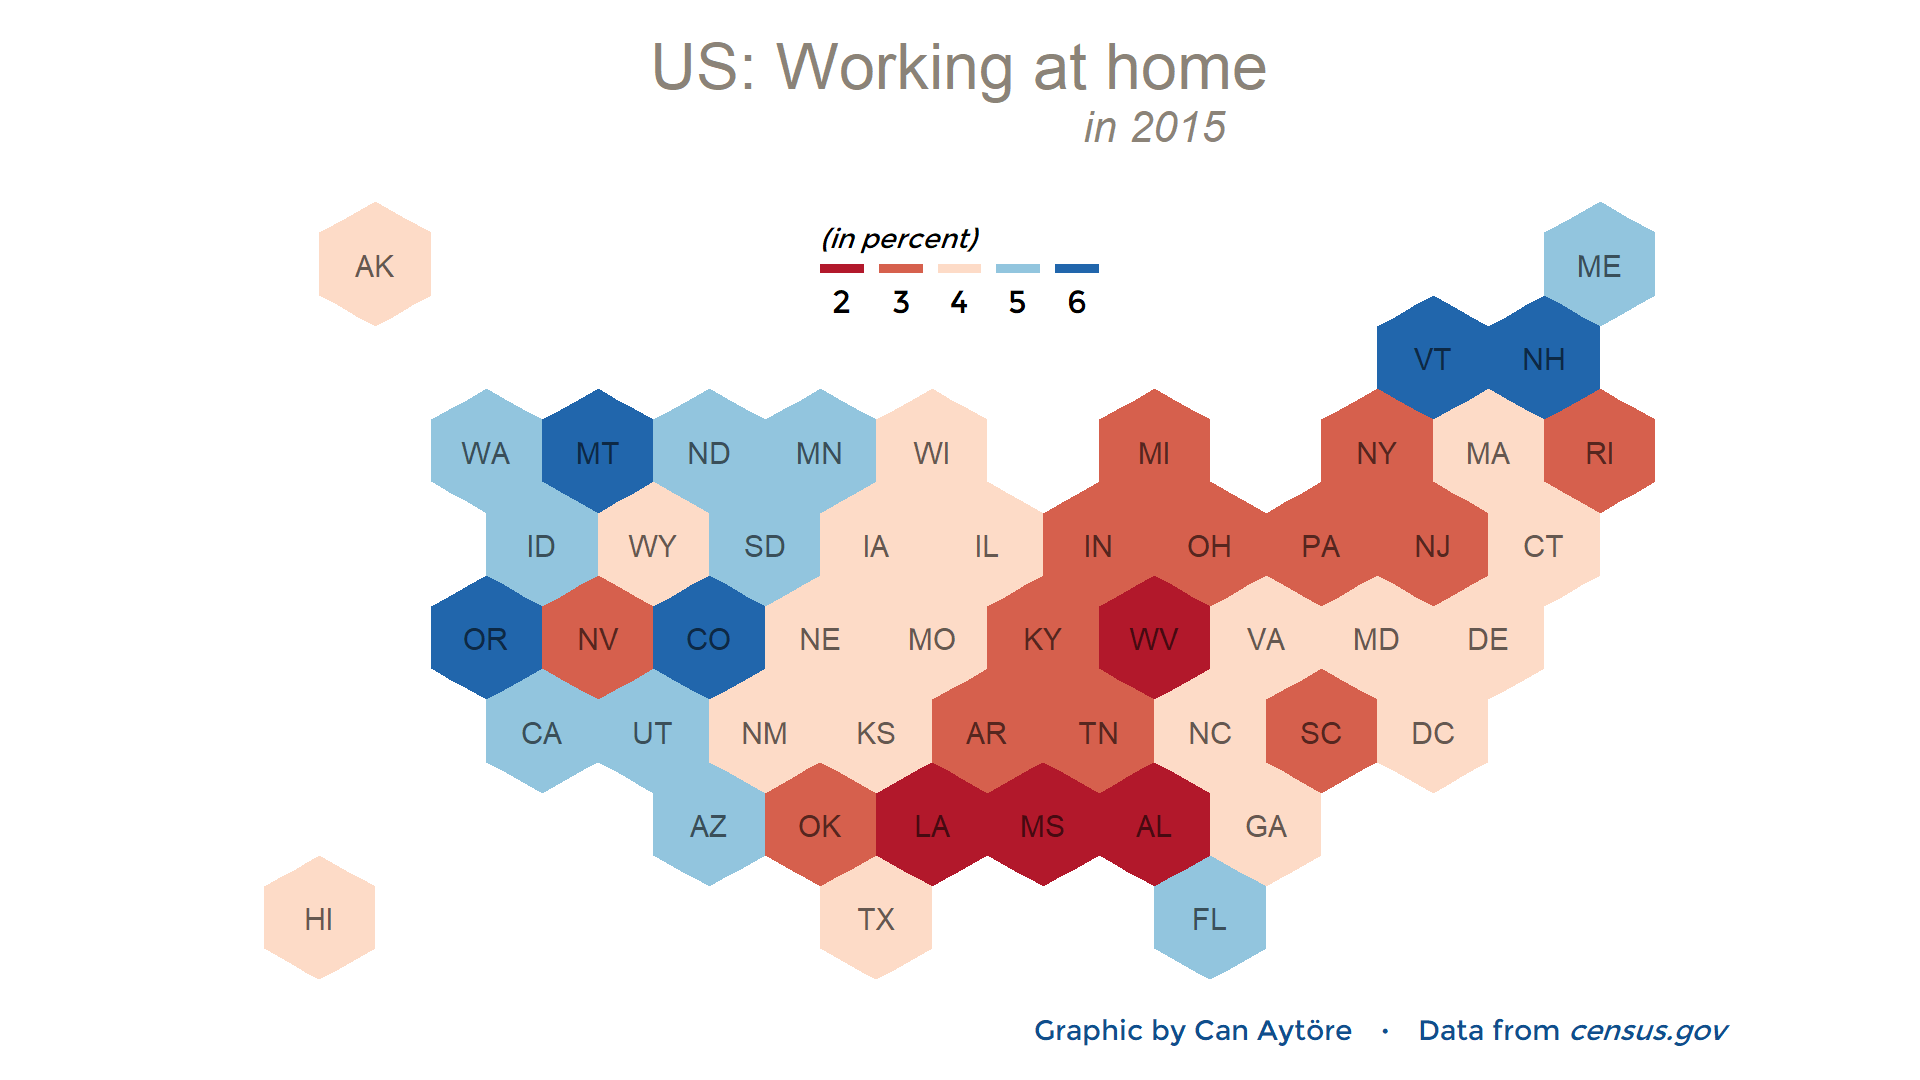 US: Working at home
in 2015
(in percent)
2 3 4 5 6
AK
ME
VT NH
WA MT ND MN WI MI NY MA RI
ID WY SD IA IL IN OH PA NJ CT
OR NV CO NE MO KY WV VA MD DE
CA UT NM KS AR TN NC SC DC
AZ OK LA MS AL GA
HI TX FL
Graphic by Can Aytöre · Data from census.gov